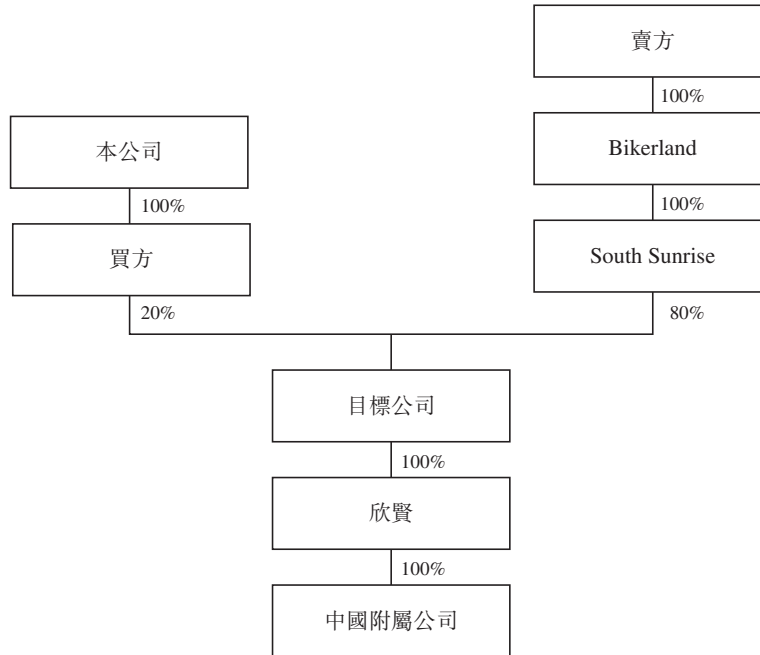 賣方
100%
本公司
Bikerland
100%
100%
買方
South Sunrise
20%
80%
目標公司
100%
欣賢
100%
中國附屬公司